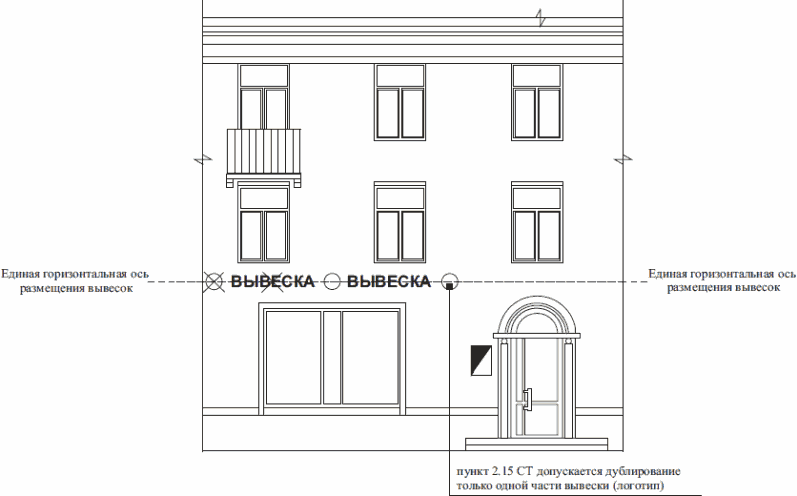 Единая горизонтальная ось
размещения вывесок
ВЫВЕСКА ВЫВЕСКА
Единая горизонтальная ось
размещения вывесок
пункт 2.15 СТ допускается дублирование
только одной части вывески (логотип)